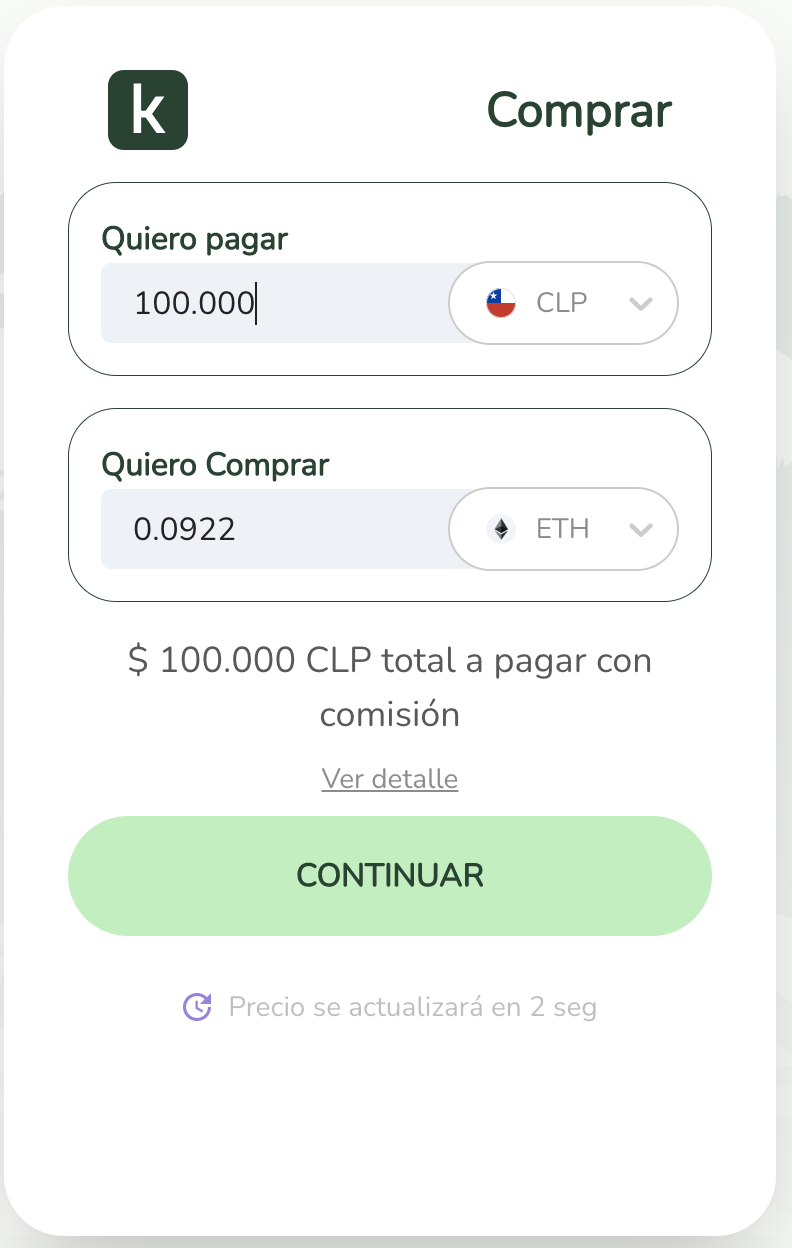 k
Comprar
Quiero pagar
100.000
CLP
Quiero Comprar
0.0922
ETH
$ 100.000 CLP total a pagar con
comisión
Ver detalle
CONTINUAR
Precio se actualizará en 2 seg